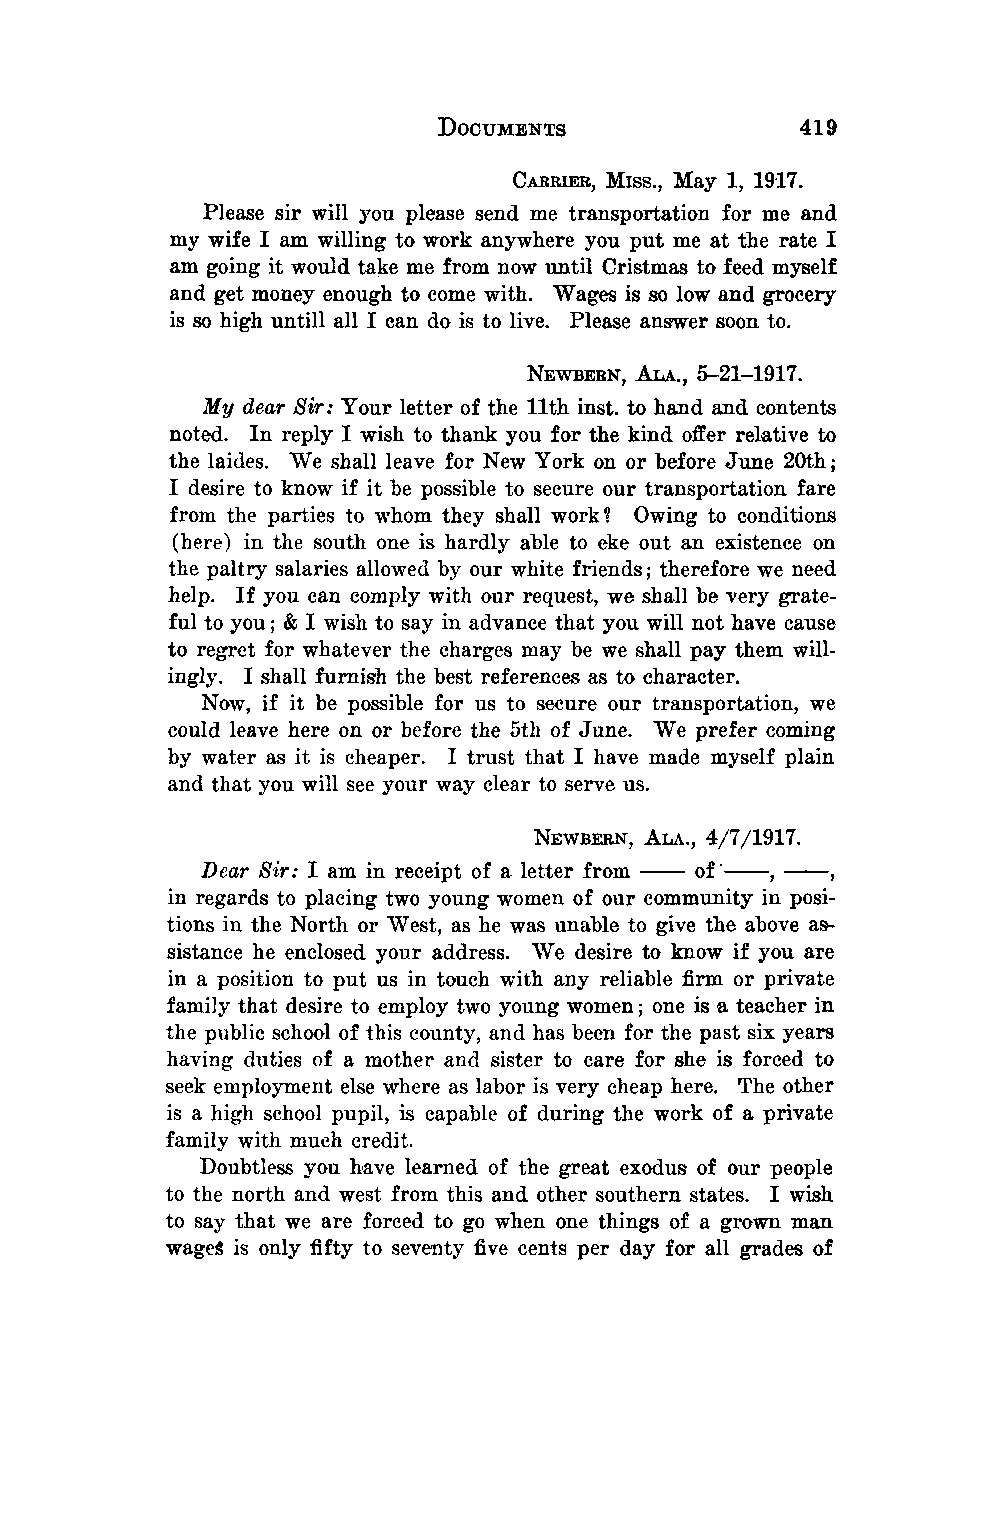 DOCUMENTS 419
CARRIER, MISS., May 1, 1917.
Please sir will you please send me transportation for me and
my wife I am willing to work anywhere you put me at the rate I
am going it would take me from now until Cristmas to feed myself
and get money enough to come with. Wages is so low and grocery
is so high untill all I can do is to live. Please answer soon to.
NEWBERN, ALA., 5–21–1917.
My dear Sir: Your letter of the 11th inst. to hand and contents
noted. In reply I wish to thank you for the kind offer relative to
the laides. We shall leave for New York on or before June 20th;
I desire to know if it be possible to secure our transportation fare
from the parties to whom they shall work? Owing to conditions
(here) in the south one is hardly able to eke out an existence on
the paltry salaries allowed by our white friends; therefore we need
help. If you can comply with our request, we shall be very grate-
ful to you; & I wish to say in advance that you will not have cause
to regret for whatever the charges may be we shall pay them will-
ingly. I shall furnish the best references as to character.
Now, if it be possible for us to secure our transportation, we
could leave here on or before the 5th of June. We prefer coming
by water as it is cheaper. I trust that I have made myself plain
and that you will see your way clear to serve us.
NEWBERN, ALA., 4/7/1917.
Dear Sir: I am in receipt of a letter from —— of ——, ——,
in regards to placing two young women of our community in posi-
tions in the North or West, as he was unable to give the above as-
sistance he enclosed your address. We desire to know if you are
in a position to put us in touch with any reliable firm or private
family that desire to employ two young women; one is a teacher in
the public school of this county, and has been for the past six years
having duties of a mother and sister to care for she is forced to
seek employment else where as labor is very cheap here. The other
is a high school pupil, is capable of during the work of a private
family with much credit.
Doubtless you have learned of the great exodus of our people
to the north and west from this and other southern states. I wish
to say that we are forced to go when one things of a grown man
wages is only fifty to seventy five cents per day for all grades of